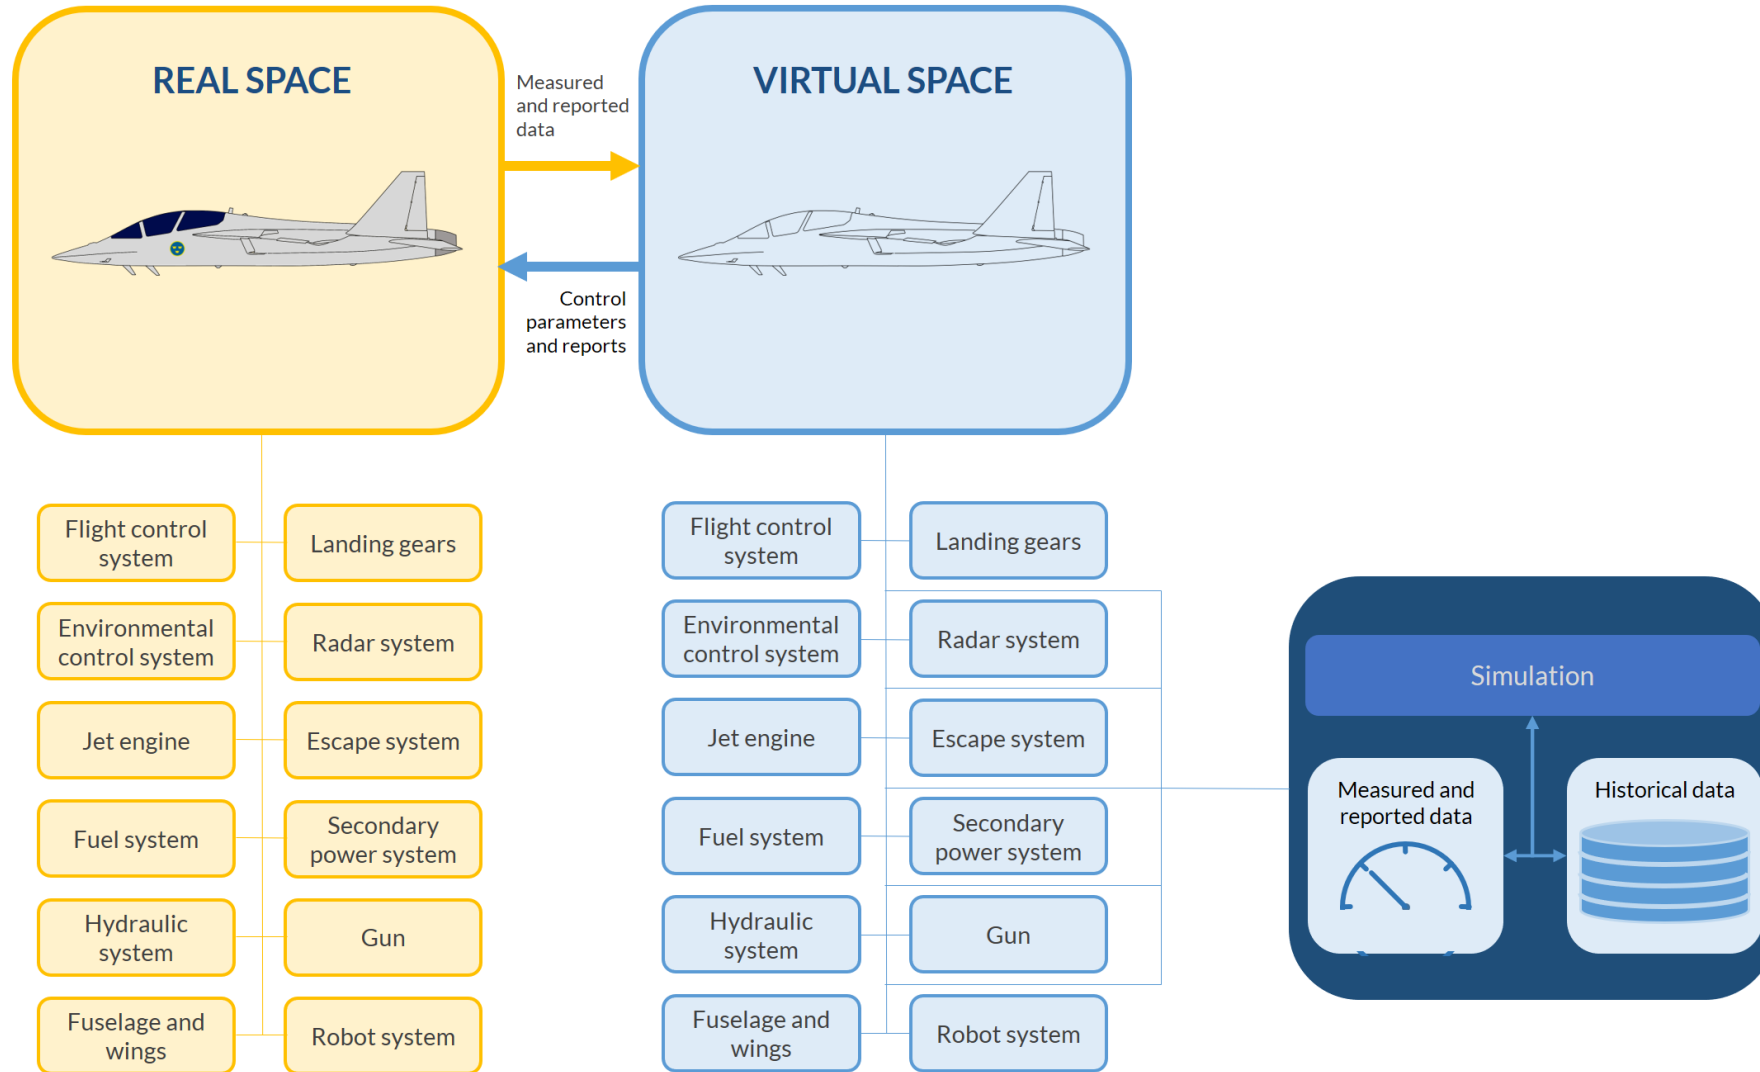 REAL SPACE
Measured
and reported
data
VIRTUAL SPACE
Control
parameters
and reports
Flight control
system
Landing gears
Environmental
control system
Radar system
Jet engine
Escape system
Fuel system
Secondary
power system
Hydraulic
system
Gun
Fuselage and
wings
Robot system
Flight control
system
Landing gears
Environmental
control system
Radar system
Jet engine
Escape system
Fuel system
Secondary
power system
Hydraulic
system
Gun
Fuselage and
wings
Robot system
Simulation
Measured and
reported data
Historical data